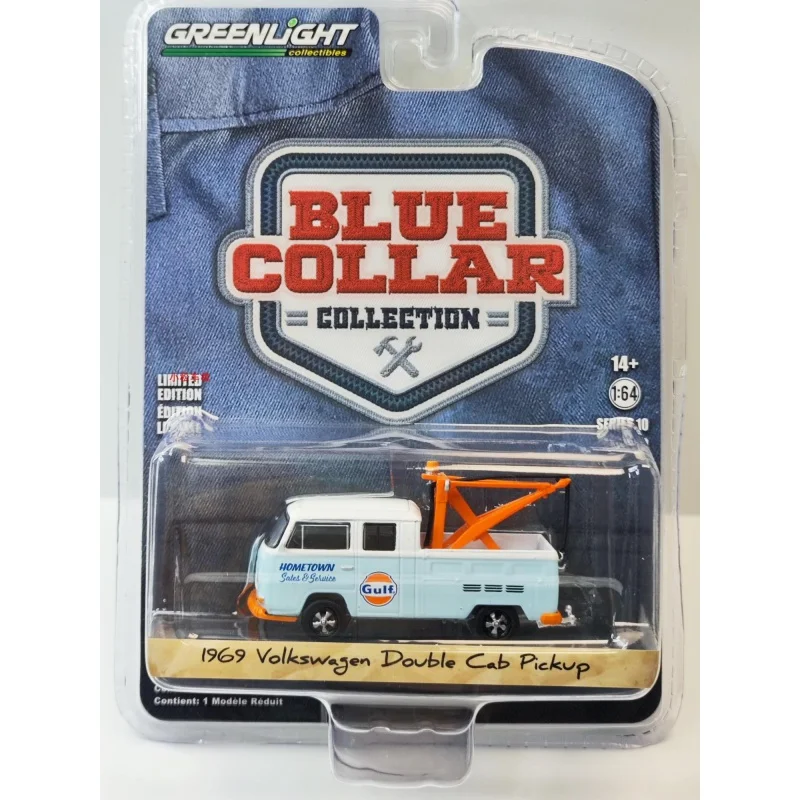 GREENLIGHT
collectibles
BLUE
COLLAR
COLLECTION
14+
1:64
SERIES 10
LIMITED
EDITION
ÉDITION
HOMETOWN
Sales & Service
Gulf
1969 Volkswagen Double Cab Pickup
Contient: 1 Modèle Réduit